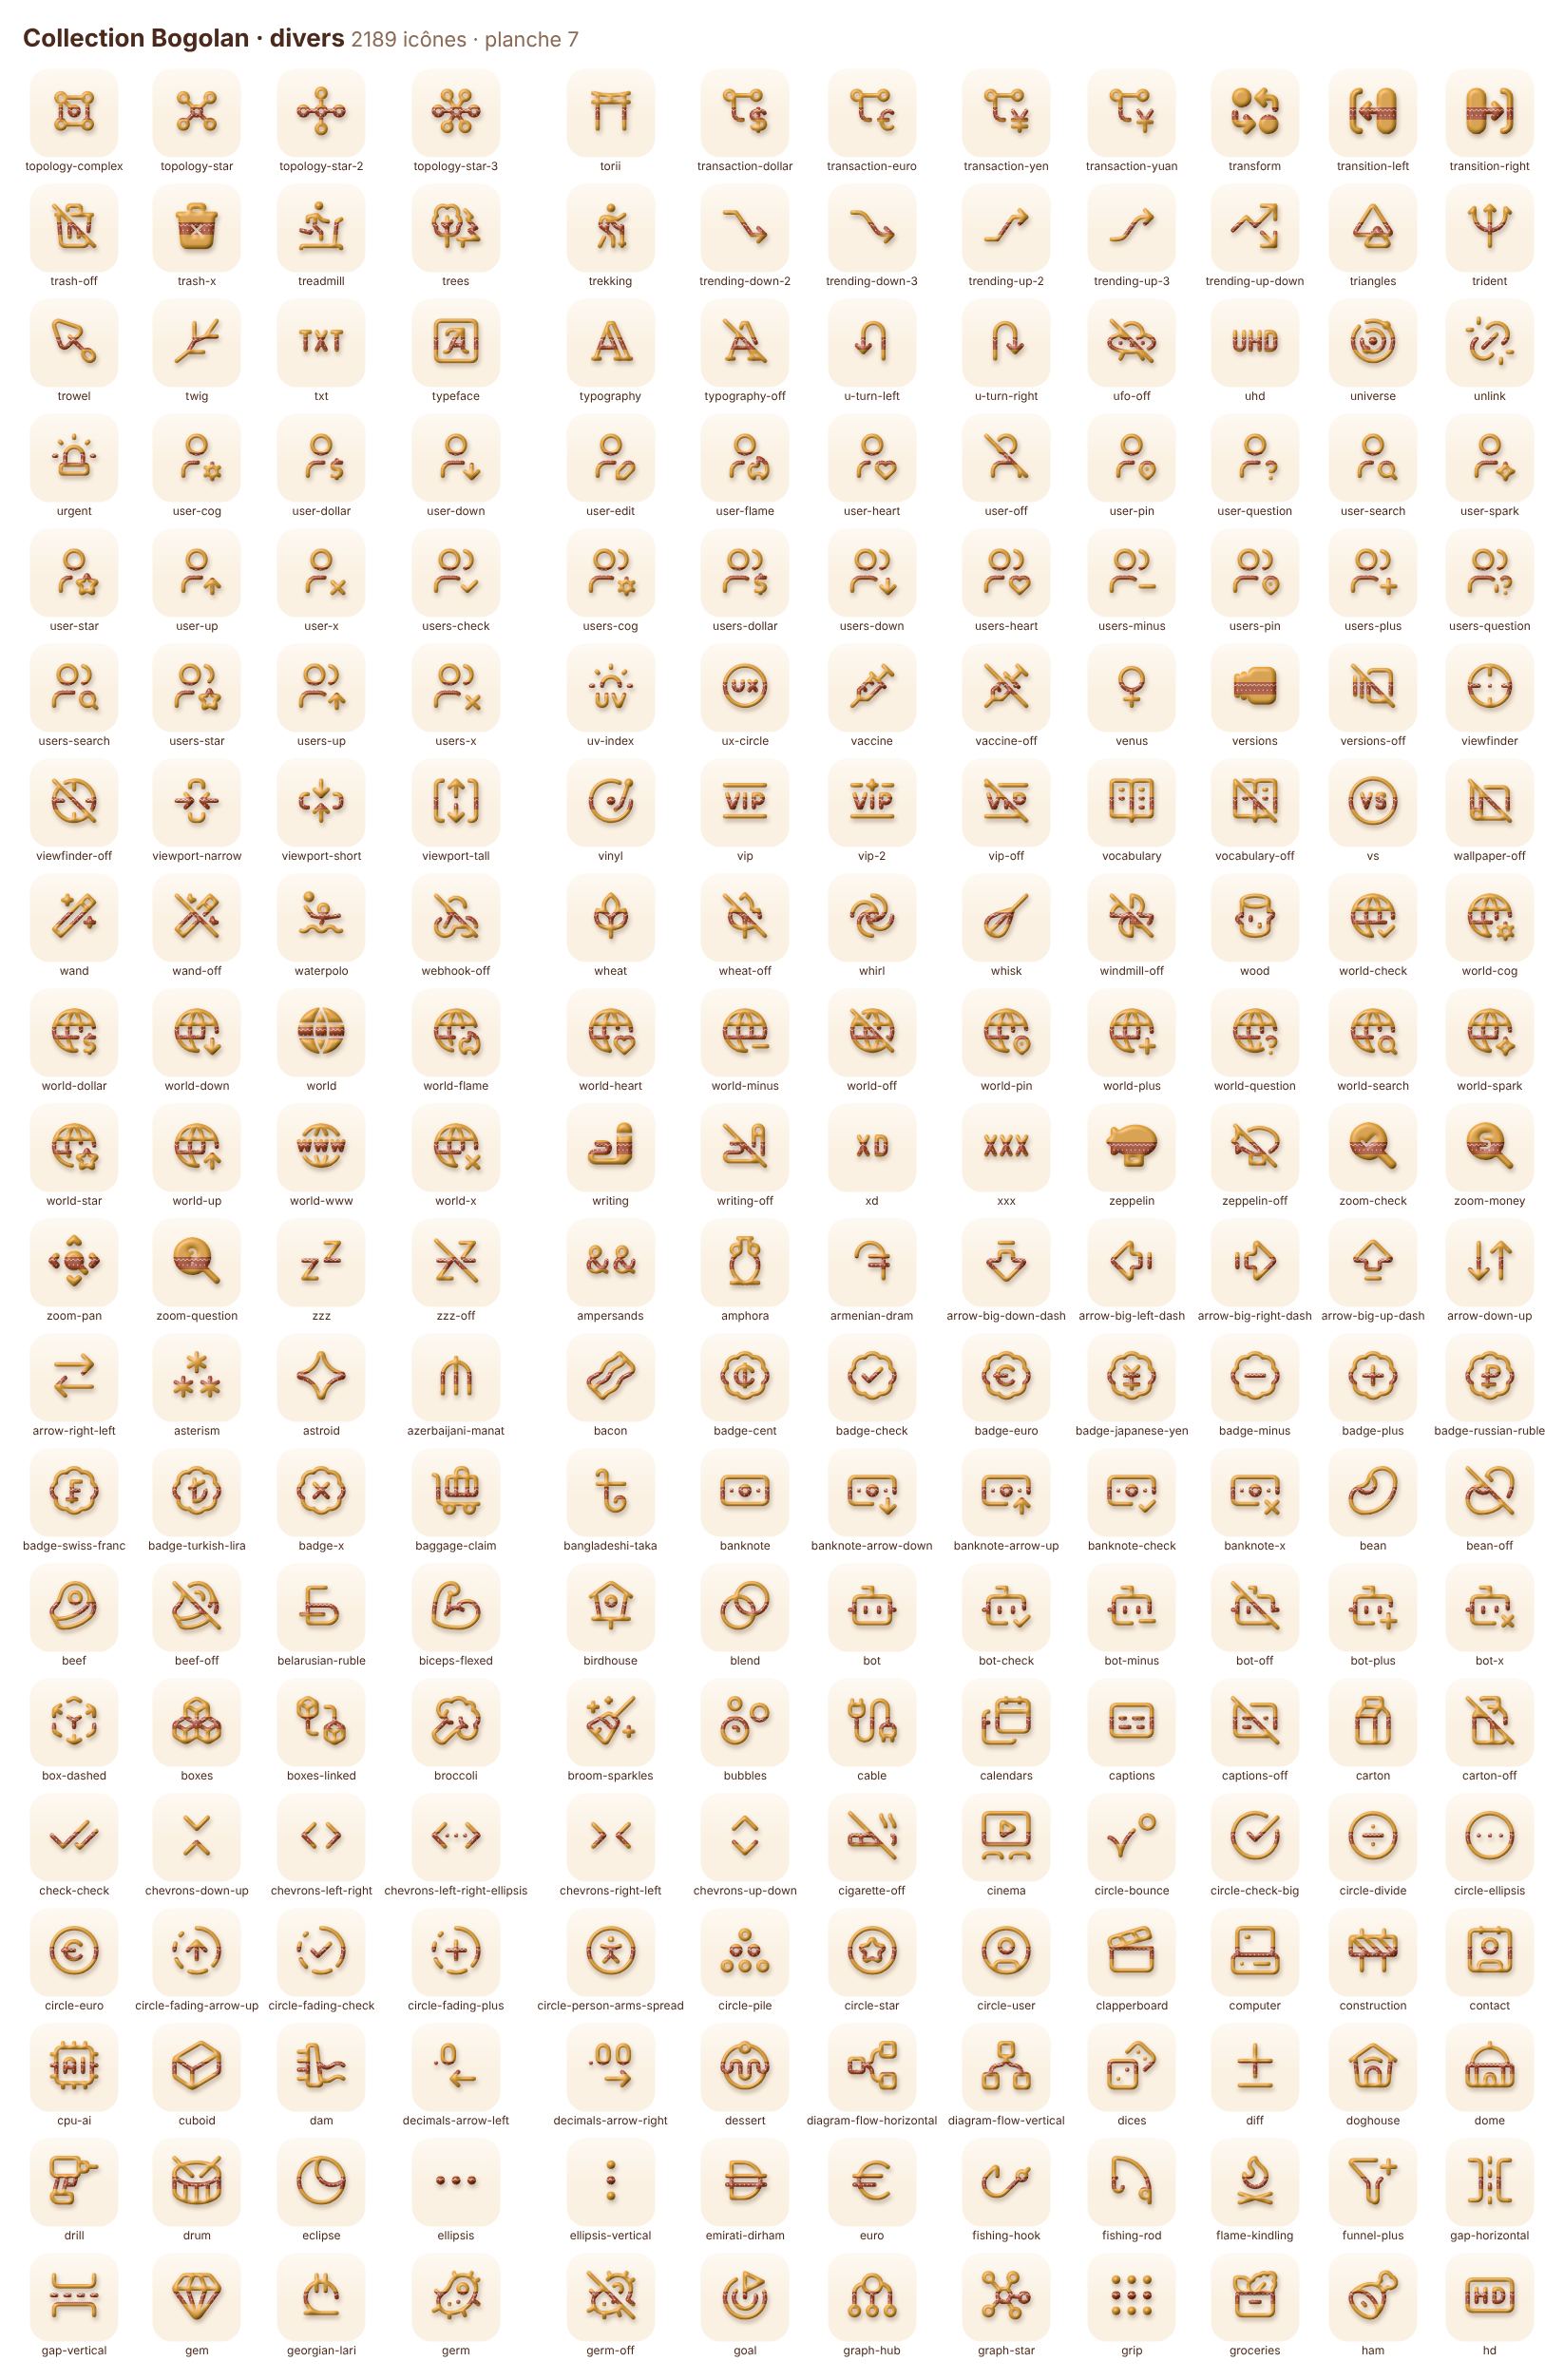 Collection Bogolan · divers 2189 icônes · planche 7
topology-complex topology-star topology-star-2 topology-star-3 torii transaction-dollar transaction-euro transaction-yen transaction-yuan transform transition-left transition-right
trash-off trash-x treadmill trees trekking trending-down-2 trending-down-3 trending-up-2 trending-up-3 trending-up-down triangles trident
TXT
trowel twig txt typeface typography typography-off u-turn-left u-turn-right ufo-off uhd universe unlink
urgent user-cog user-dollar user-down user-edit user-flame user-heart user-off user-pin user-question user-search user-spark
user-star user-up user-x users-check users-cog users-dollar users-down users-heart users-minus users-pin users-plus users-question
UV UX
users-search users-star users-up users-x uv-index ux-circle vaccine vaccine-off venus versions versions-off viewfinder
VIP VIP VIP VS
viewfinder-off viewport-narrow viewport-short viewport-tall vinyl vip vip-2 vip-off vocabulary vocabulary-off vs wallpaper-off
wand wand-off waterpolo webhook-off wheat wheat-off whirl whisk windmill-off wood world-check world-cog
world-dollar world-down world world-flame world-heart world-minus world-off world-pin world-plus world-question world-search world-spark
WWW XD XXX
world-star world-up world-www world-x writing writing-off xd xxx zeppelin zeppelin-off zoom-check zoom-money
zoom-pan zoom-question zzz zzz-off ampersands amphora armenian-dram arrow-big-down-dash arrow-big-left-dash arrow-big-right-dash arrow-big-up-dash arrow-down-up
arrow-right-left asterism astroid azerbaijani-manat bacon badge-cent badge-check badge-euro badge-japanese-yen badge-minus badge-plus badge-russian-ruble
badge-swiss-franc badge-turkish-lira badge-x baggage-claim bangladeshi-taka banknote banknote-arrow-down banknote-arrow-up banknote-check banknote-x bean bean-off
beef beef-off belarusian-ruble biceps-flexed birdhouse blend bot bot-check bot-minus bot-off bot-plus bot-x
box-dashed boxes boxes-linked broccoli broom-sparkles bubbles cable calendars captions captions-off carton carton-off
check-check chevrons-down-up chevrons-left-right chevrons-left-right-ellipsis chevrons-right-left chevrons-up-down cigarette-off cinema circle-bounce circle-check-big circle-divide circle-ellipsis
circle-euro circle-fading-arrow-up circle-fading-check circle-fading-plus circle-person-arms-spread circle-pile circle-star circle-user clapperboard computer construction contact
AI .0 .00
cpu-ai cuboid dam decimals-arrow-left decimals-arrow-right dessert diagram-flow-horizontal diagram-flow-vertical dices diff doghouse dome
drill drum eclipse ellipsis ellipsis-vertical emirati-dirham euro fishing-hook fishing-rod flame-kindling funnel-plus gap-horizontal
HD
gap-vertical gem georgian-lari germ germ-off goal graph-hub graph-star grip groceries ham hd